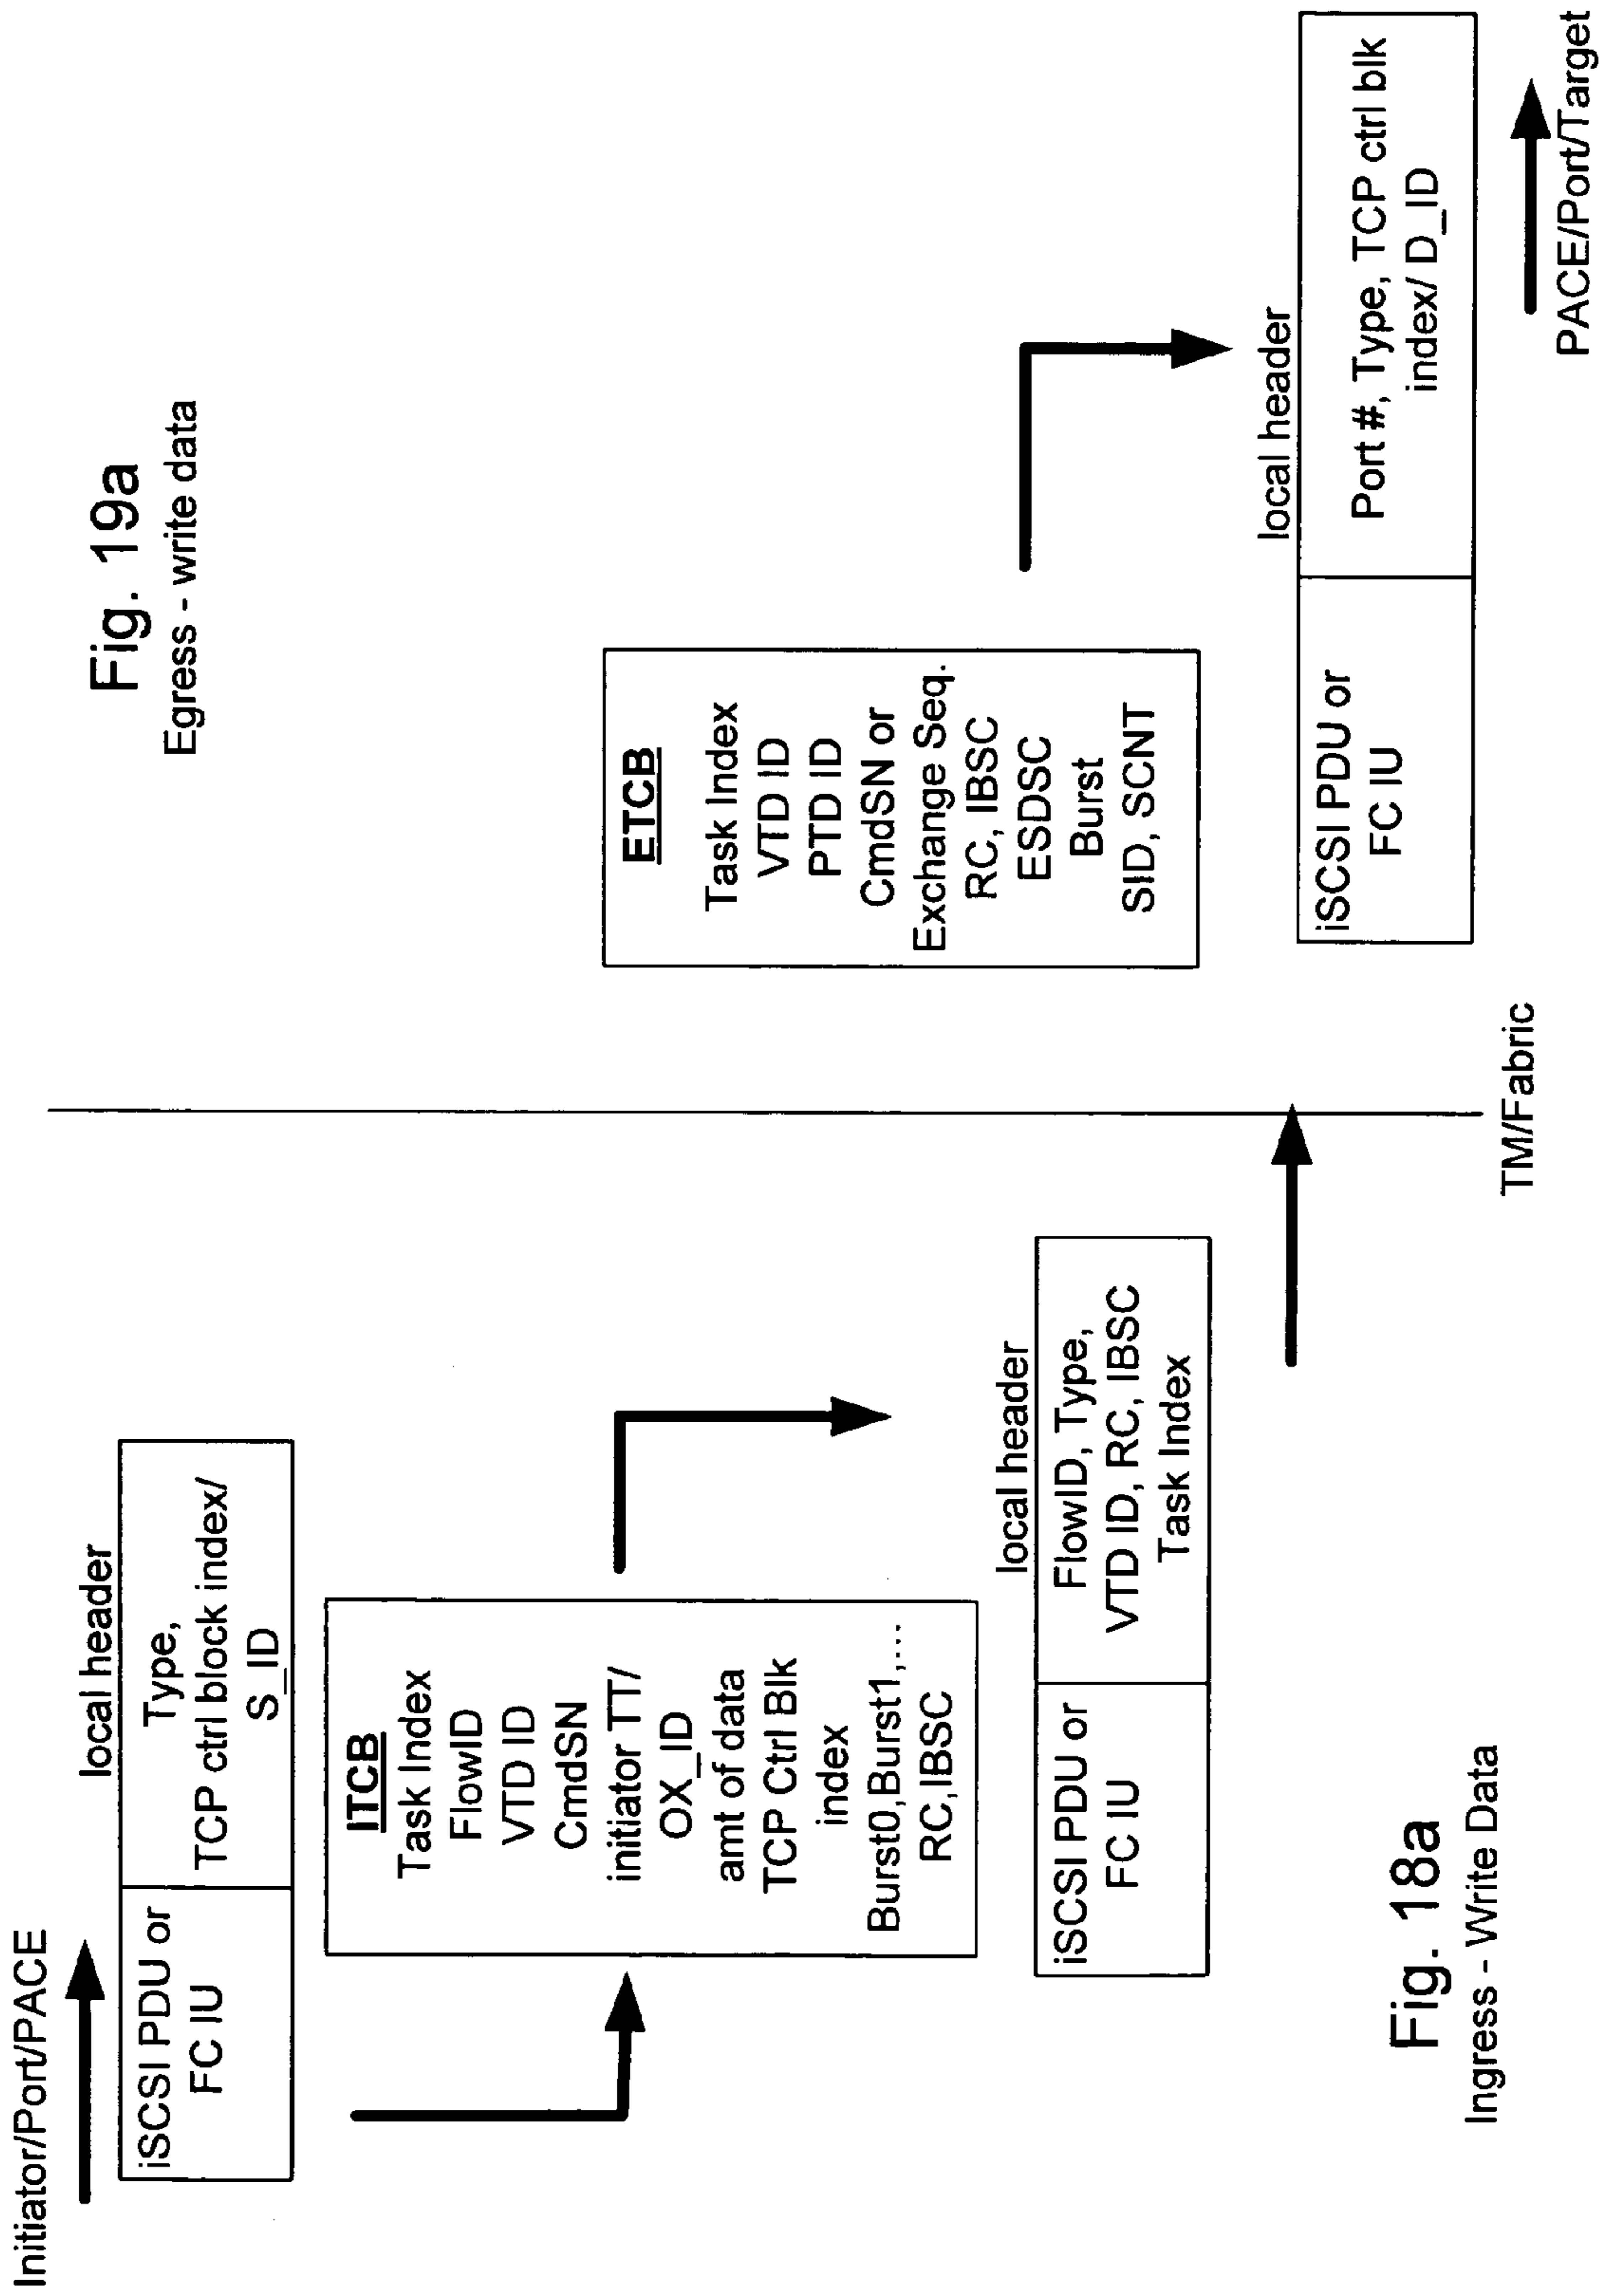 Initiator/Port/PACE
local header
iSCSI PDU or
FC IU
Type,
TCP ctrl block index/
S_ID
ITCB
Task Index
FlowID
VTD ID
CmdSN
initiator TT/
OX_ID
amt of data
TCP Ctrl Blk
index
Burst0,Burst1,...
RC,IBSC
local header
iSCSI PDU or
FC IU
FlowID, Type,
VTD ID, RC, IBSC
Task Index
Fig. 18a
Ingress - Write Data
TM/Fabric
Fig. 19a
Egress - write data
ETCB
Task Index
VTD ID
PTD ID
CmdSN or
Exchange Seq.
RC, IBSC
ESDSC
Burst
SID, SCNT
local header
iSCSI PDU or
FC IU
Port #, Type, TCP ctrl blk
index/ D_ID
PACE/Port/Target